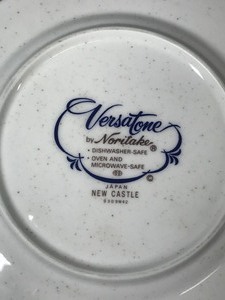 Versatone
by Noritake®
• DISHWASHER-SAFE
• OVEN AND
MICROWAVE-SAFE
©
JAPAN
NEW CASTLE